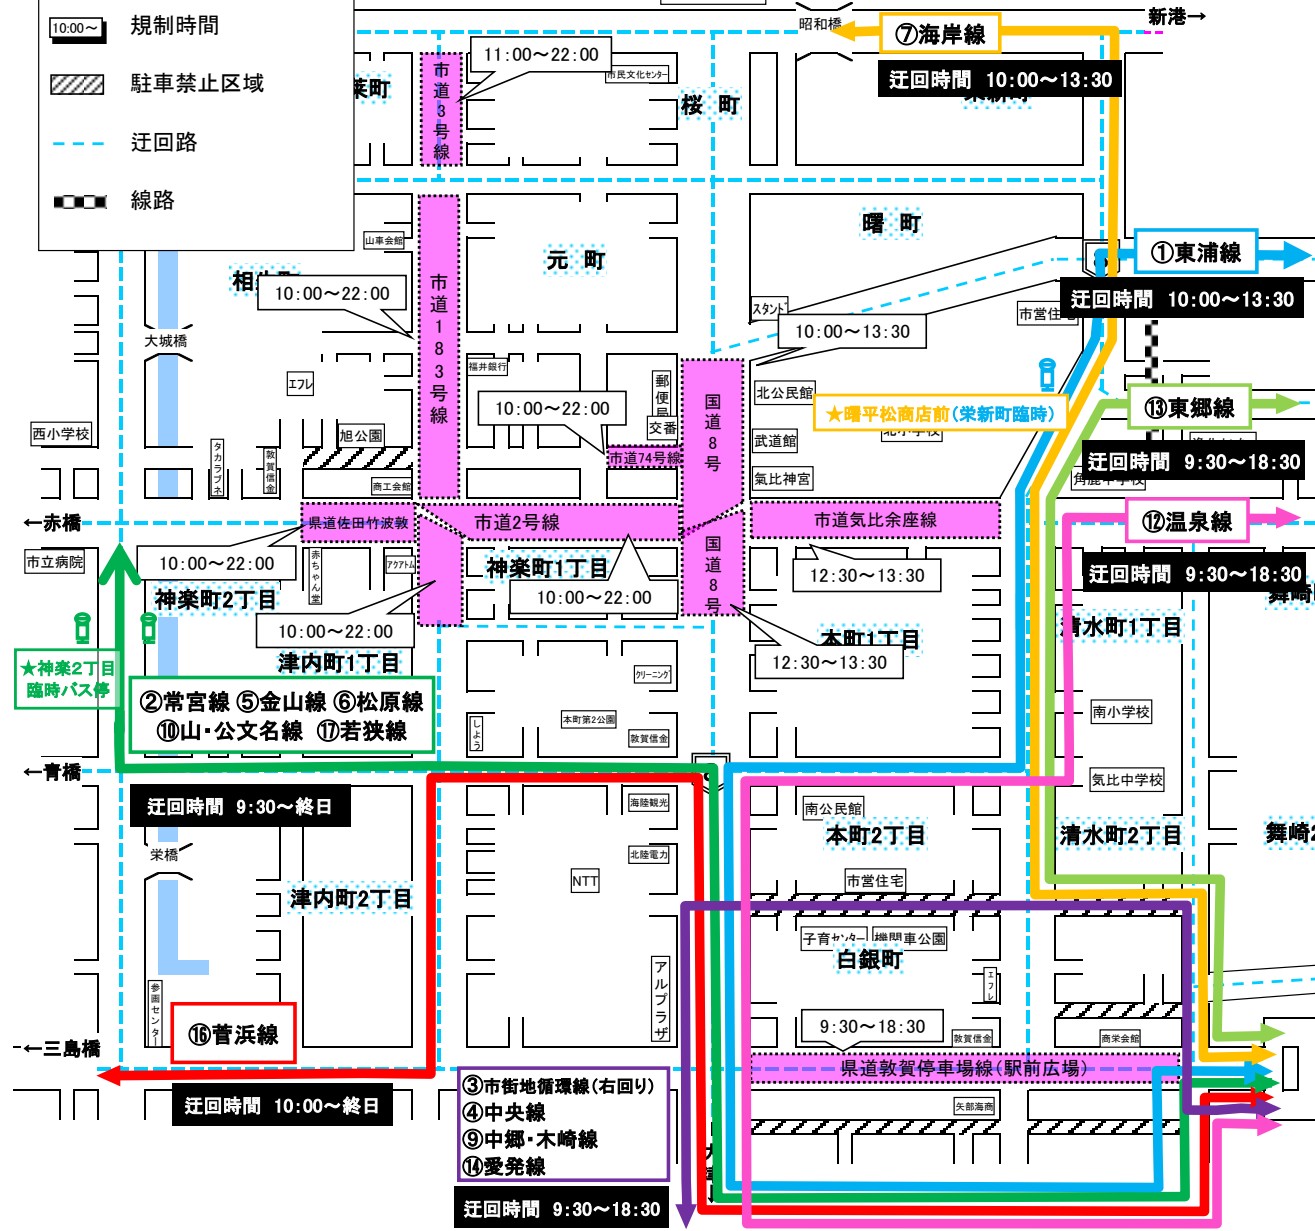 10:00～ 規制時間
駐車禁止区域
迂回路
線路
昭和橋
新港→
⑦海岸線
迂回時間 10:00～13:30
11:00～22:00
市民文化センター
市道3号線
桜 町
曙 町
山車会館
元 町
①東浦線
迂回時間 10:00～13:30
10:00～22:00
市道183号線
スタンド
市営住宅
10:00～13:30
大城橋
エフレ
福井銀行
郵便局
国道8号
北公民館
10:00～22:00
★曙平松商店前(栄新町臨時)
⑬東郷線
西小学校
旭公園
交番
武道館
北小学校
タカラブネ
敦賀信金
市道74号線
迂回時間 9:30～18:30
商工会館
氣比神宮
角鹿中学校
←赤橋
県道佐田竹波敦
市道2号線
市道気比余座線
⑫温泉線
市立病院
10:00～22:00
赤ちゃん堂
アクアトム
神楽町1丁目
国道8号
12:30～13:30
迂回時間 9:30～18:30
神楽町2丁目
10:00～22:00
10:00～22:00
本町1丁目
清水町1丁目
津内町1丁目
12:30～13:30
★神楽2丁目
臨時バス停
クリーニング
②常宮線 ⑤金山線 ⑥松原線
⑩山・公文名線 ⑰若狭線
しょう
本町第2公園
敦賀信金
南小学校
←青橋
気比中学校
迂回時間 9:30～終日
海陸観光
南公民館
本町2丁目
清水町2丁目
栄橋
北陸電力
NTT
市営住宅
津内町2丁目
子育センター
機関車公園
白銀町
アルプラザ
エフレ
参画センター
⑯菅浜線
9:30～18:30
敦賀信金
商栄会館
←三島橋
県道敦賀停車場線(駅前広場)
迂回時間 10:00～終日
③市街地循環線(右回り)
④中央線
⑨中郷・木崎線
⑭愛発線
矢部海商
迂回時間 9:30～18:30